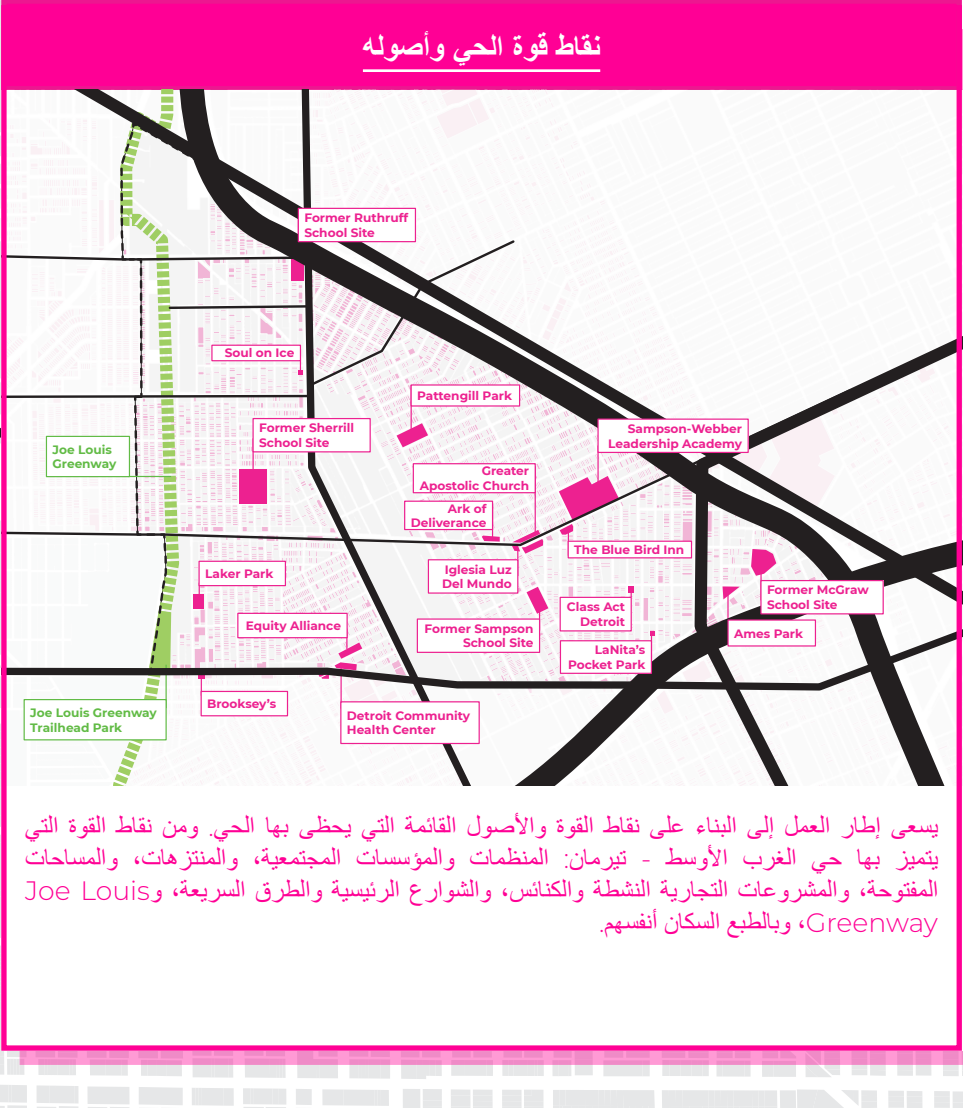 نقاط قوة الحي وأصوله
Former Ruthruff
School Site
Soul on Ice
Pattengill Park
Former Sherrill
School Site
Sampson-Webber
Leadership Academy
Joe Louis
Greenway
Greater
Apostolic Church
Ark of
Deliverance
The Blue Bird Inn
Iglesia Luz
Del Mundo
Laker Park
Former McGraw
School Site
Class Act
Detroit
Equity Alliance
Former Sampson
School Site
Ames Park
LaNita’s
Pocket Park
Brooksey’s
Joe Louis Greenway
Trailhead Park
Detroit Community
Health Center
يسعى إطار العمل إلى البناء على نقاط القوة والأصول القائمة التي يحظى بها الحي. ومن نقاط القوة التي
يتميز بها حي الغرب الأوسط - تيرمان: المنظمات والمؤسسات المجتمعية، والمنتزهات، والمساحات
المفتوحة، والمشروعات التجارية النشطة والكنائس، والشوارع الرئيسية والطرق السريعة، وJoe Louis
Greenway، وبالطبع السكان أنفسهم.